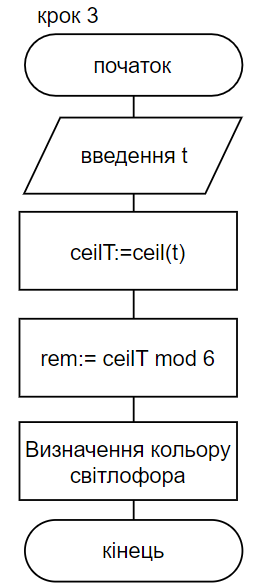 крок 3
початок
введення t
ceilT:=ceil(t)
rem:= ceilT mod 6
Визначення кольору
світлофора
кінець